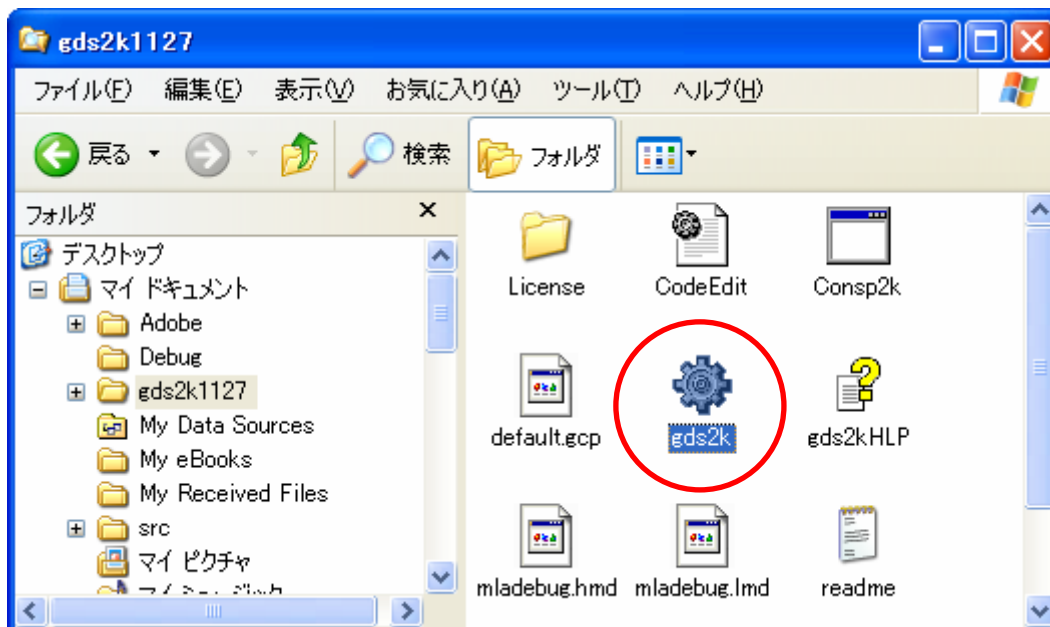 gds2k1127
ファイル(F) 編集(E) 表示(V) お気に入り(A) ツール(T) ヘルプ(H)
戻る 検索 フォルダ
フォルダ
デスクトップ
マイ ドキュメント
Adobe
Debug
gds2k1127
My Data Sources
My eBooks
My Received Files
src
マイ ピクチャ
License CodeEdit Consp2k
default.gcp gds2k gds2kHLP
mladebug.hmd mladebug.lmd readme